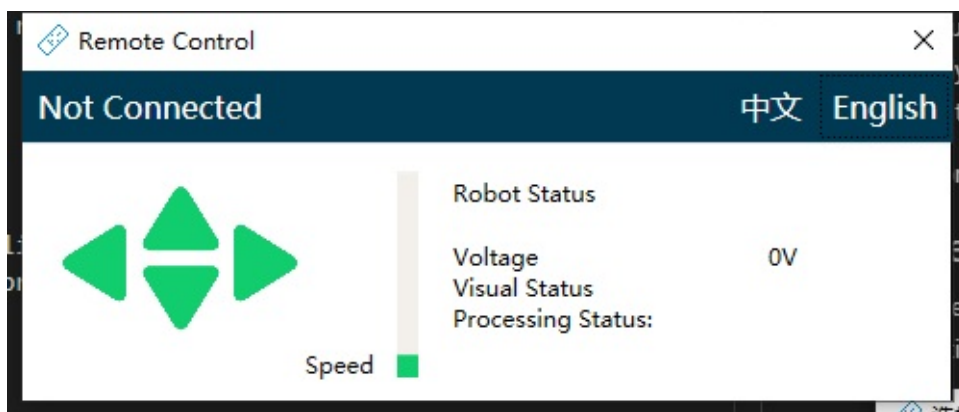 Remote Control
Not Connected 中文 English
Robot Status
Voltage 0V
Visual Status
Processing Status:
Speed